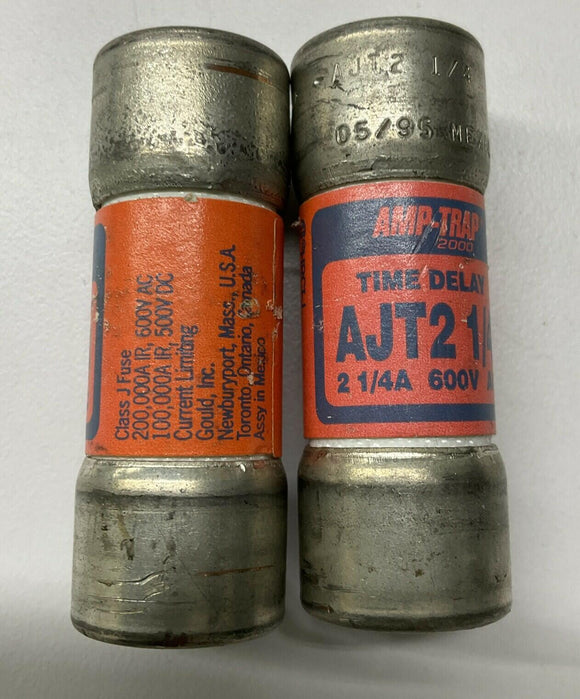 Class J Fuse
200,000A IR, 600V AC
100,000A IR, 500V DC
Current Limiting
Gould, Inc.
Newburyport, Mass., U.S.A.
Toronto, Ontario, Canada
Assy in Mexico
AJT2 1/
05/95 ME
AMP-TRAP
2000
TIME DELAY
AJT2 1/
2 1/4A 600V A